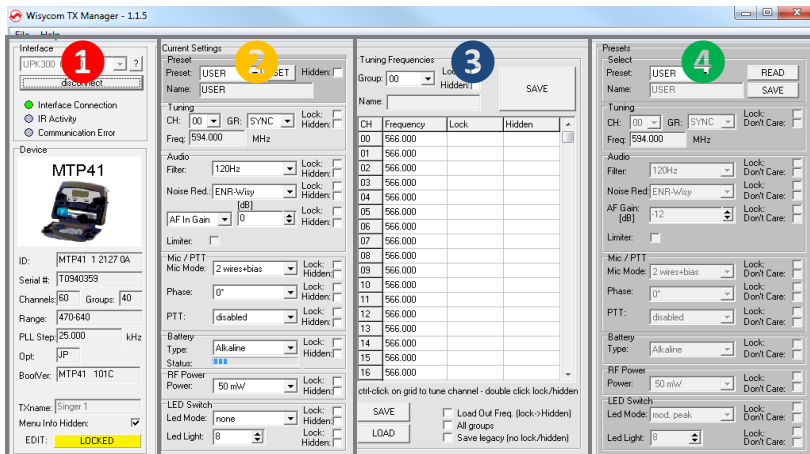 Wisycom TX Manager - 1.1.5
File Help
1
Interface
UPK300
?
disconnect
Interface Connection
IR Activity
Communication Error
Device
MTP41
ID: MTP41 1 2127 0A
Serial #: T0940359
Channels: 60 Groups: 40
Range: 470-640
PLL Step: 25.000 kHz
Opt: JP
BootVer: MTP41 101C
TXname: Singer 1
Menu Info Hidden:
EDIT: LOCKED
2
Current Settings
Preset
Preset: USER Hidden:
Name: USER
Tuning
CH: 00 GR: SYNC Lock:
Hidden:
Freq: 594.000 MHz
Audio
Filter: 120Hz Lock:
Hidden:
Noise Red.: ENR-Wisy Lock:
Hidden:
[dB]
AF In Gain 0 Lock:
Hidden:
Limiter:
Mic / PTT
Mic Mode: 2 wires+bias Lock:
Hidden:
Phase: 0° Lock:
Hidden:
PTT: disabled Lock:
Hidden:
Battery
Type: Alkaline Lock:
Hidden:
Status:
RF Power
Power: 50 mW Lock:
Hidden:
LED Switch
Led Mode: none Lock:
Hidden:
Led Light: 8 Lock:
Hidden:
3
Tuning Frequencies
Group: 00
Hidden:
SAVE
Name:
CH Frequency Lock Hidden
00 566.000
01 566.000
02 566.000
03 566.000
04 566.000
05 566.000
06 566.000
07 566.000
08 566.000
09 566.000
10 566.000
11 566.000
12 566.000
13 566.000
14 566.000
15 566.000
16 566.000
ctrl-click on grid to tune channel - double click lock/hidden
SAVE
LOAD
Load Out Freq. (lock->Hidden)
All groups
Save legacy (no lock/hidden)
4
Presets
Select
Preset: USER READ
Name: USER SAVE
Tuning
CH: 00 GR: SYNC Lock:
Don't Care:
Freq: 594.000 MHz
Audio
Filter: 120Hz Lock:
Don't Care:
Noise Red: ENR-Wisy Lock:
Don't Care:
AF Gain: -12 Lock:
[dB] Don't Care:
Limiter:
Mic / PTT
Mic Mode: 2 wires+bias Lock:
Don't Care:
Phase: 0° Lock:
Don't Care:
PTT: disabled Lock:
Don't Care:
Battery
Type: Alkaline Lock:
Don't Care:
RF Power
Power: 50 mW Lock:
Don't Care:
LED Switch
Led Mode: mod. peak Lock:
Don't Care:
Led Light: 8 Lock:
Don't Care: